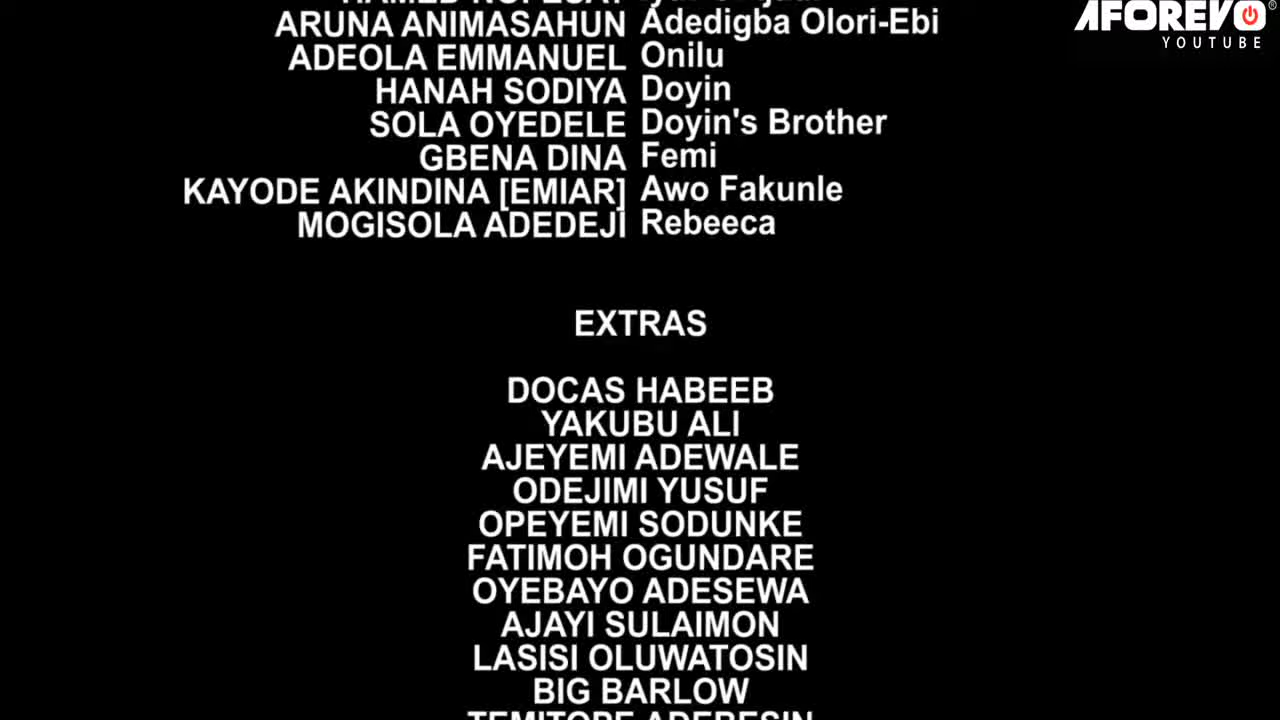 AFOREVO
YOUTUBE
ARUNA ANIMASAHUN Adedigba Olori-Ebi
ADEOLA EMMANUEL Onilu
HANAH SODIYA Doyin
SOLA OYEDELE Doyin's Brother
GBENA DINA Femi
KAYODE AKINDINA [EMIAR] Awo Fakunle
MOGISOLA ADEDEJI Rebeeca
EXTRAS
DOCAS HABEEB
YAKUBU ALI
AJEYEMI ADEWALE
ODEJIMI YUSUF
OPEYEMI SODUNKE
FATIMOH OGUNDARE
OYEBAYO ADESEWA
AJAYI SULAIMON
LASISI OLUWATOSIN
BIG BARLOW